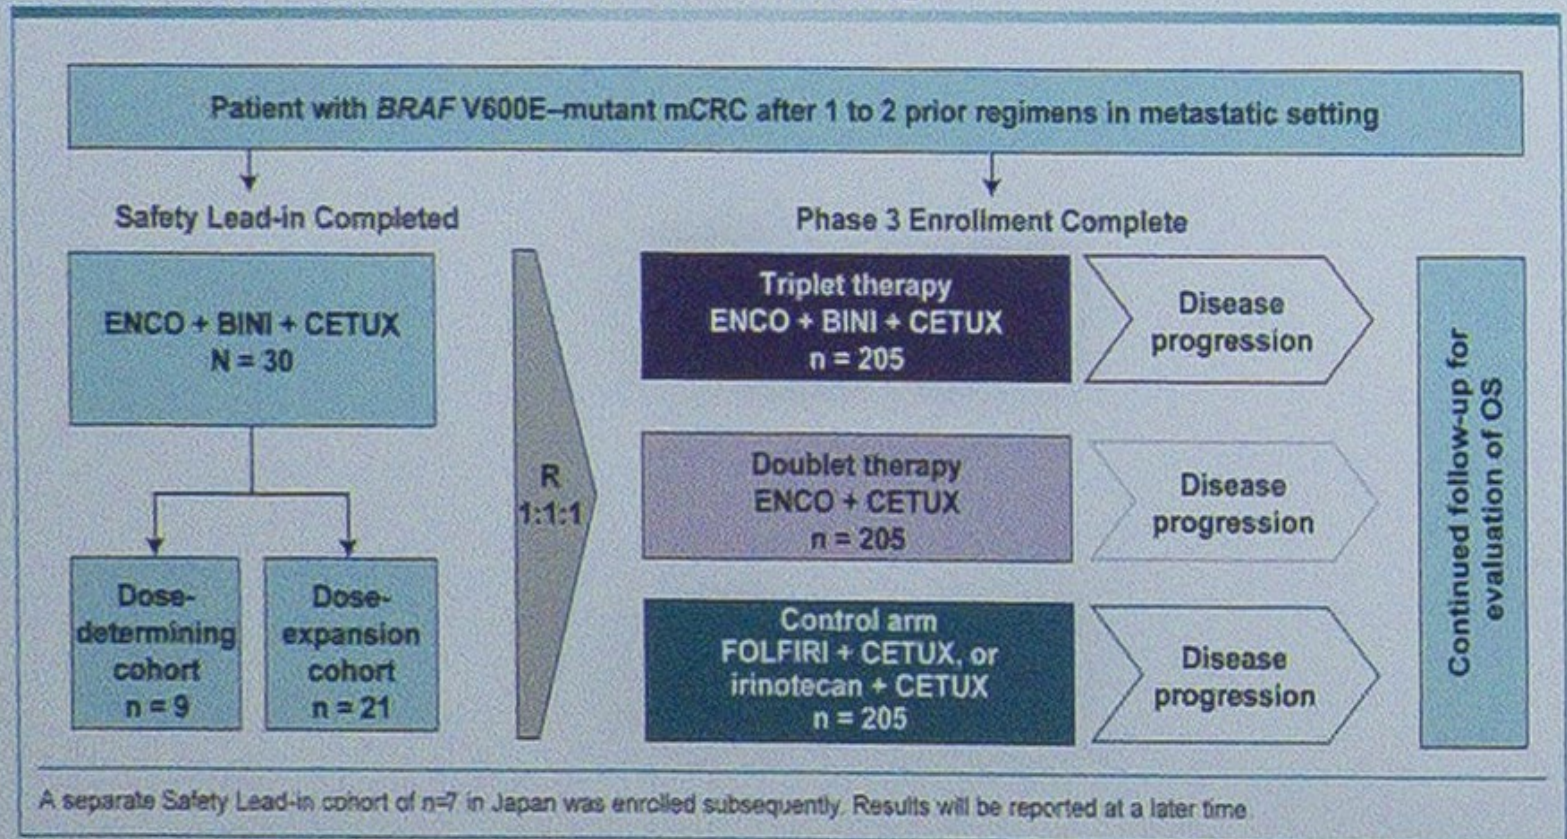 Patient with BRAF V600E–mutant mCRC after 1 to 2 prior regimens in metastatic setting
Safety Lead-in Completed
ENCO + BINI + CETUX
N = 30
Dose-
determining
cohort
n = 9
Dose-
expansion
cohort
n = 21
R
1:1:1
Phase 3 Enrollment Complete
Triplet therapy
ENCO + BINI + CETUX
n = 205
Disease
progression
Doublet therapy
ENCO + CETUX
n = 205
Disease
progression
Control arm
FOLFIRI + CETUX, or
irinotecan + CETUX
n = 205
Disease
progression
Continued follow-up for
evaluation of OS
A separate Safety Lead-in cohort of n=7 in Japan was enrolled subsequently. Results will be reported at a later time.